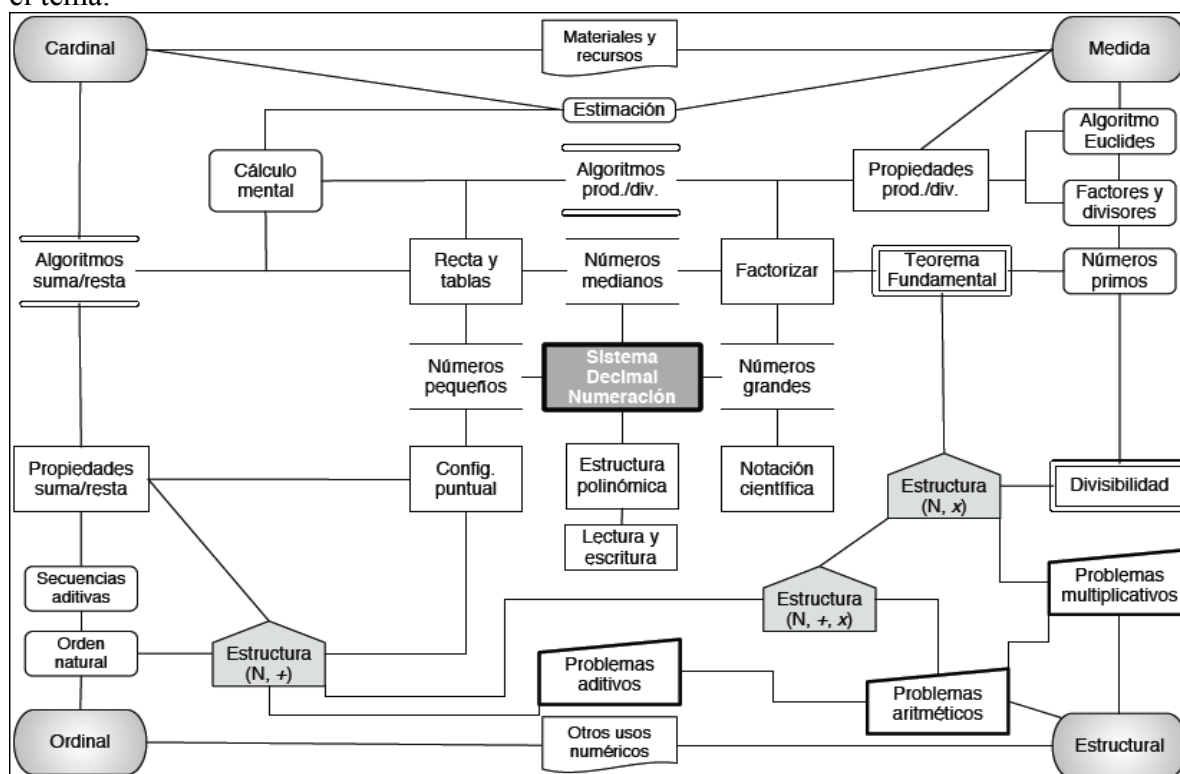 el tema.
Cardinal
Materiales y
recursos
Medida
Estimación
Algoritmo
Euclides
Cálculo
mental
Algoritmos
prod./div.
Propiedades
prod./div.
Factores y
divisores
Algoritmos
suma/resta
Recta y
tablas
Números
medianos
Factorizar
Teorema
Fundamental
Números
primos
Números
pequeños
Sistema
Decimal
Numeración
Números
grandes
Propiedades
suma/resta
Config.
puntual
Estructura
polinómica
Notación
científica
Estructura
(N, x)
Divisibilidad
Lectura y
escritura
Secuencias
aditivas
Estructura
(N, +, x)
Problemas
multiplicativos
Orden
natural
Estructura
(N, +)
Problemas
aditivos
Problemas
aritméticos
Ordinal
Otros usos
numéricos
Estructural